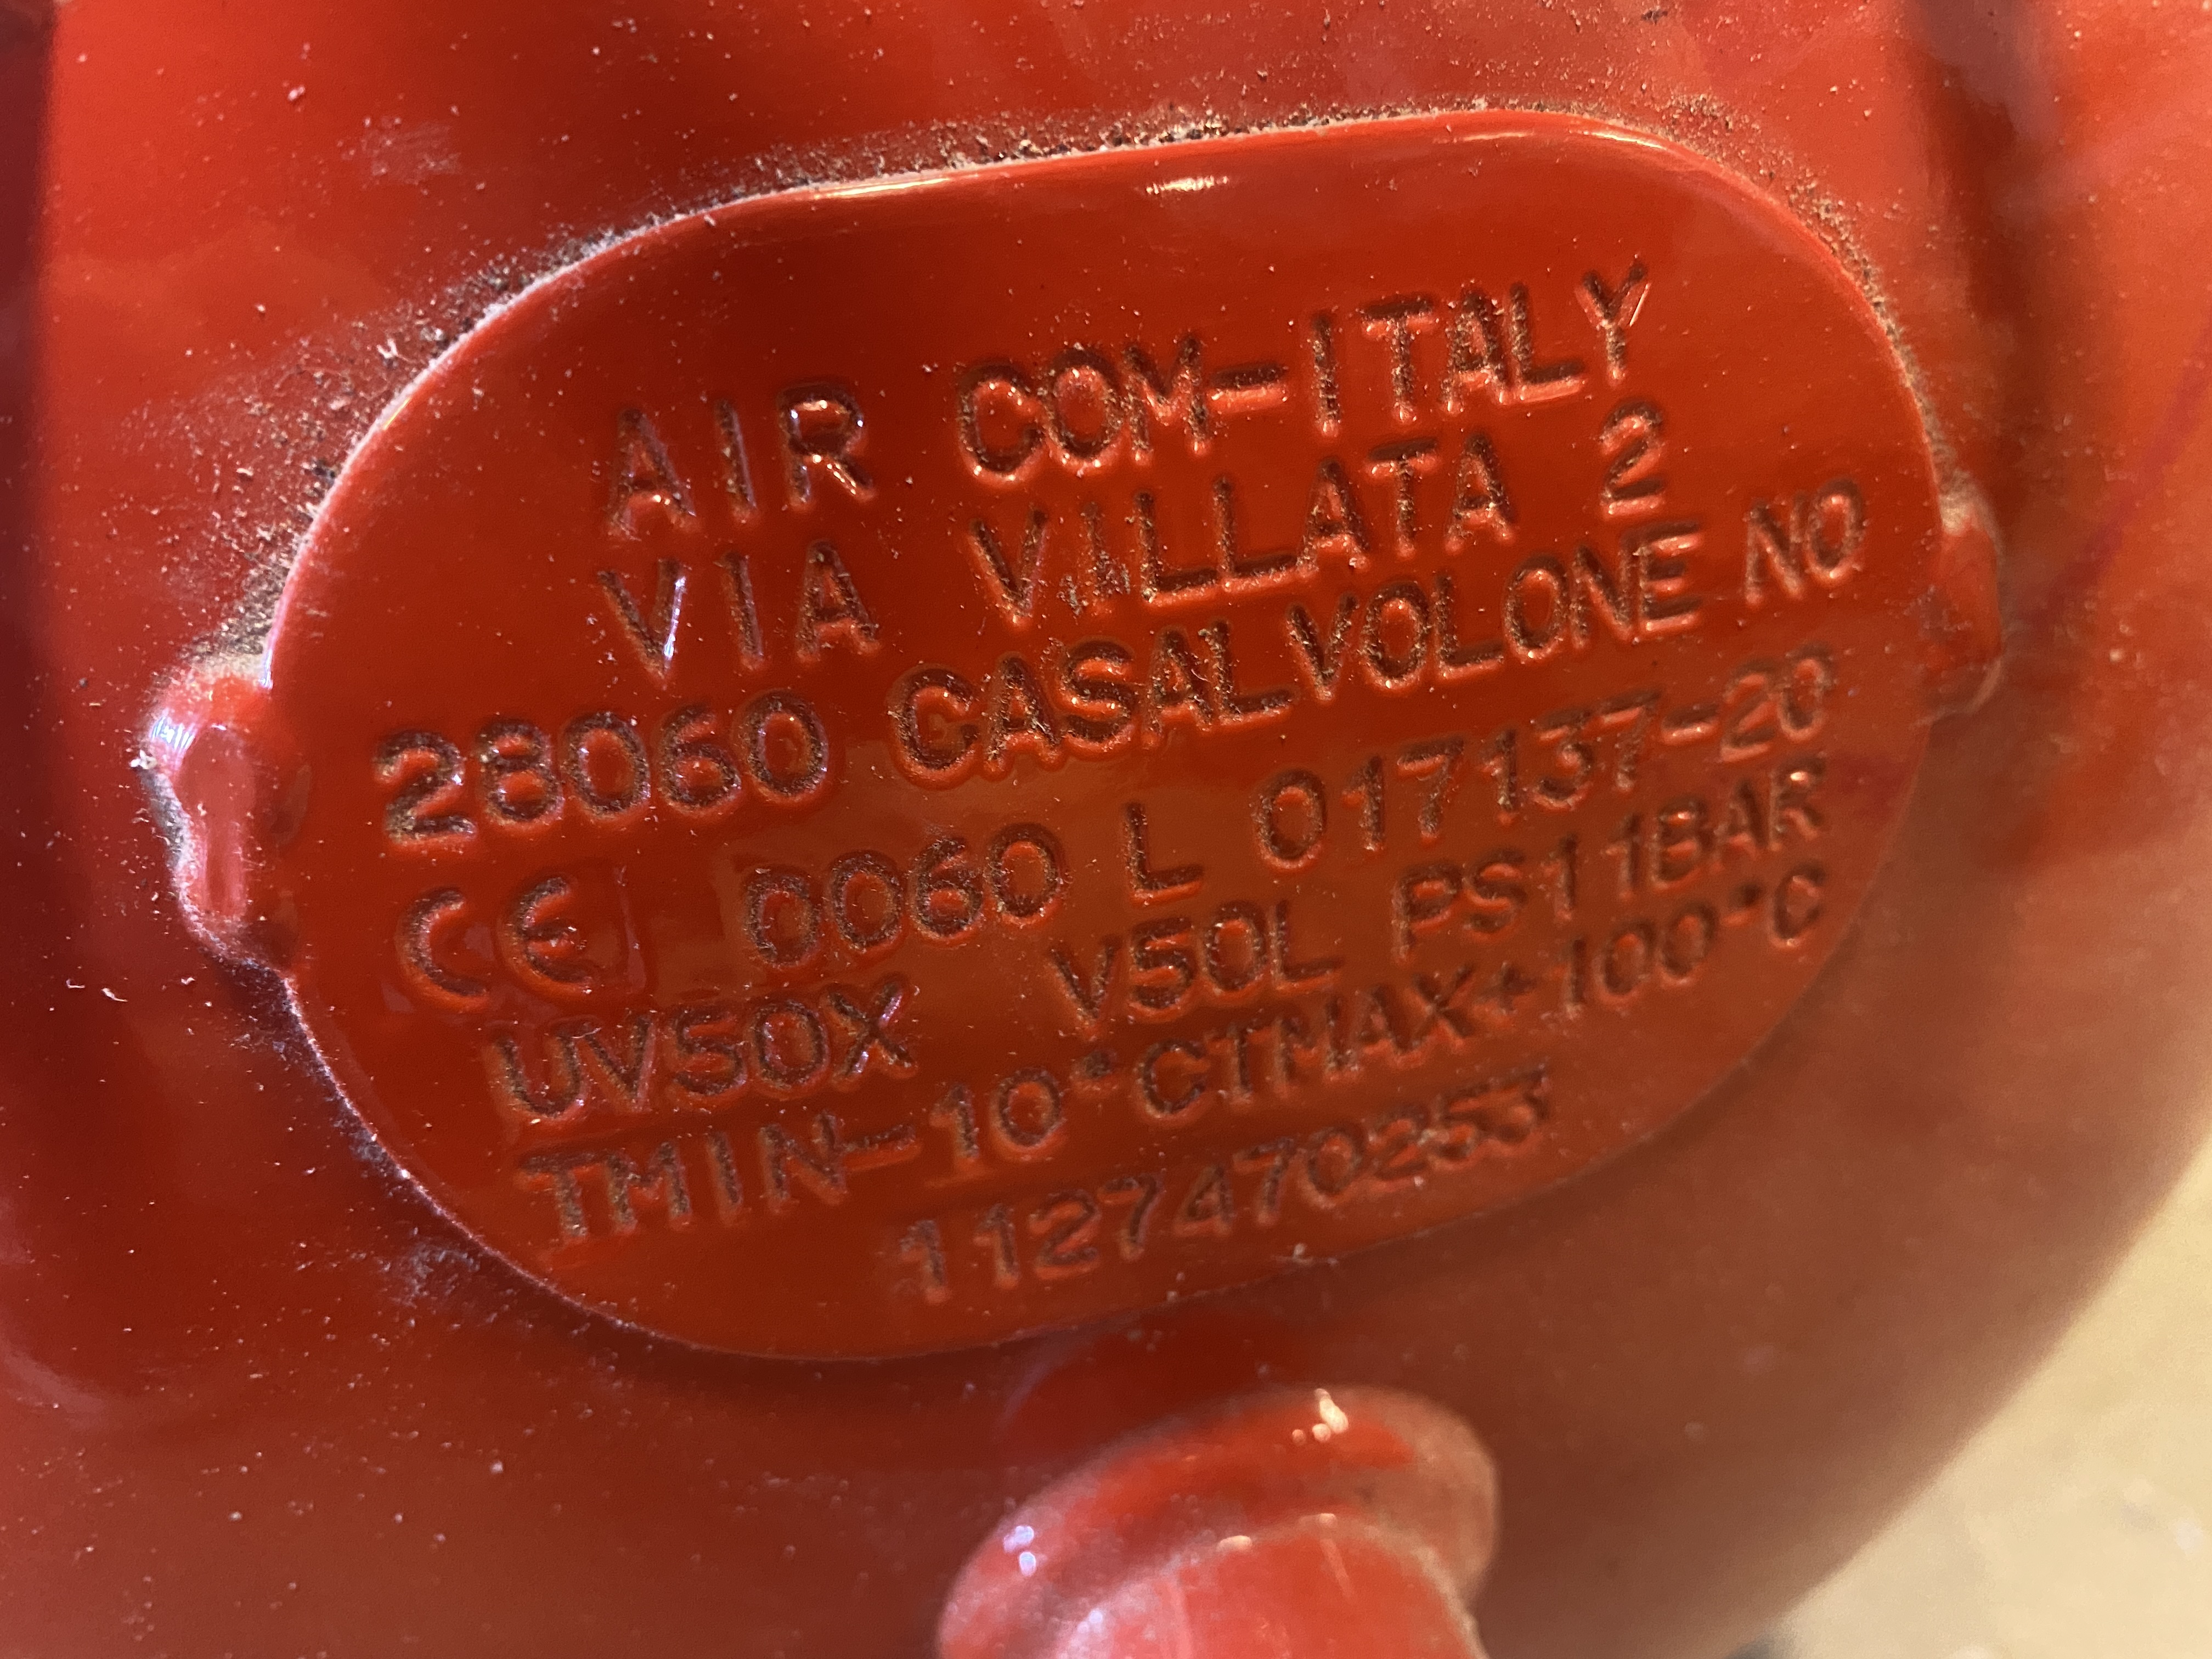 AIR COM-ITALY
VIA VILLATA 2
28060 CASALVOLONE NO
CE 0060 L 017137-20
UV50X V50L PS11BAR
TMIN-10°CTMAX+100°C
1127470253